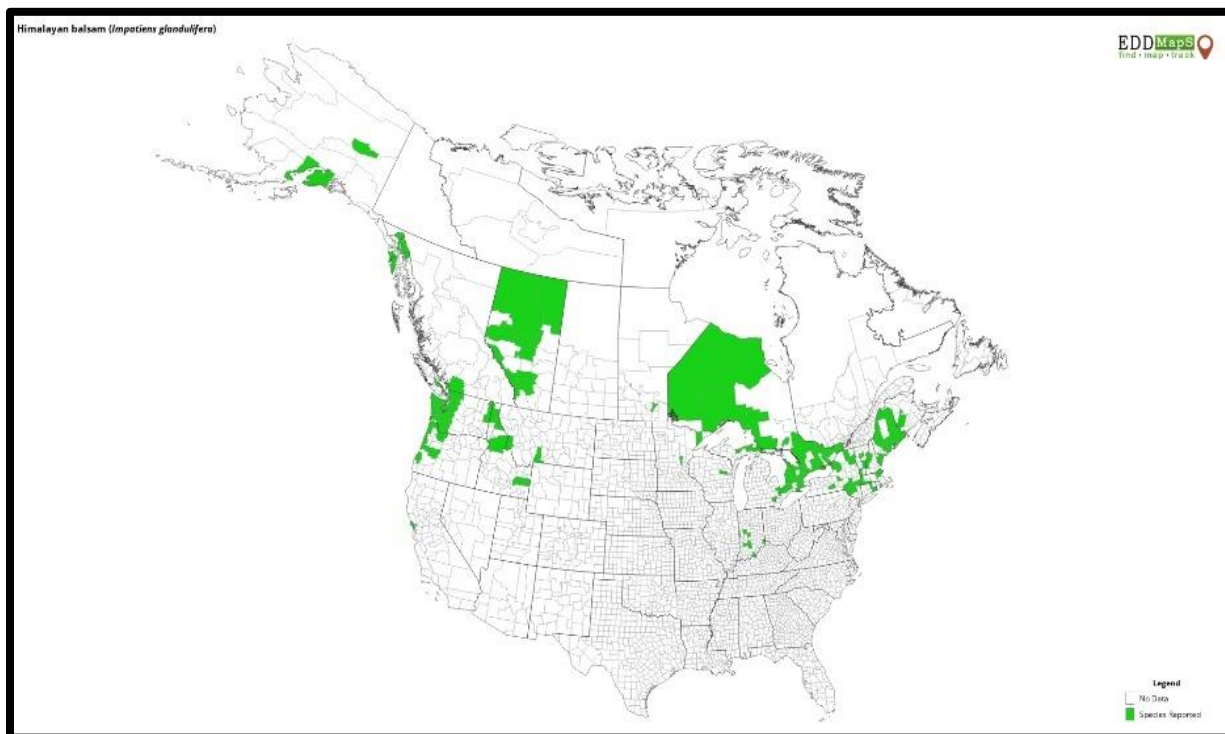 Himalayan balsam (Impatiens glandulifera)
EDDMapS
find • map • track
Legend
No Data
Species Reported